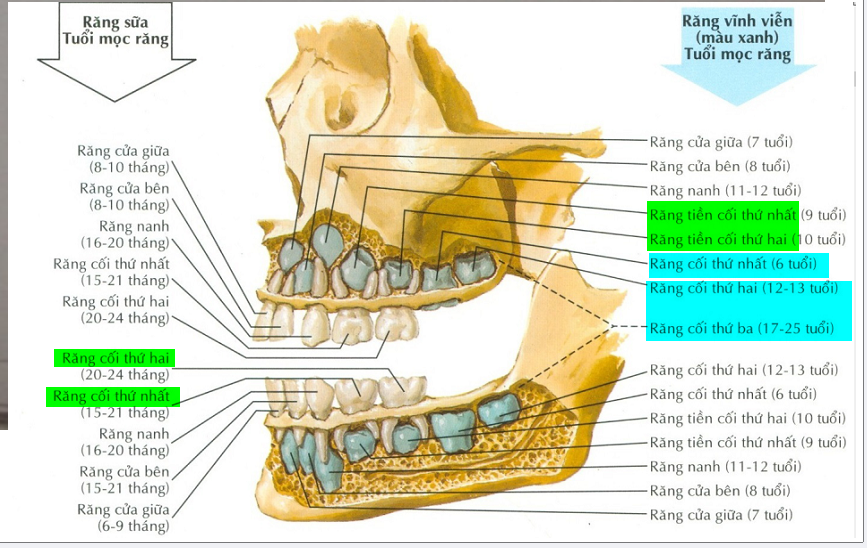 Răng sữa
Tuổi mọc răng
Răng vĩnh viễn
(màu xanh)
Tuổi mọc răng
Răng cửa giữa
(8-10 tháng)
Răng cửa bên
(8-10 tháng)
Răng nanh
(16-20 tháng)
Răng cối thứ nhất
(15-21 tháng)
Răng cối thứ hai
(20-24 tháng)
Răng cối thứ hai
(20-24 tháng)
Răng cối thứ nhất
(15-21 tháng)
Răng nanh
(16-20 tháng)
Răng cửa bên
(15-21 tháng)
Răng cửa giữa
(6-9 tháng)
Răng cửa giữa (7 tuổi)
Răng cửa bên (8 tuổi)
Răng nanh (11-12 tuổi)
Răng tiền cối thứ nhất (9 tuổi)
Răng tiền cối thứ hai (10 tuổi)
Răng cối thứ nhất (6 tuổi)
Răng cối thứ hai (12-13 tuổi)
Răng cối thứ ba (17-25 tuổi)
Răng cối thứ hai (12-13 tuổi)
Răng cối thứ nhất (6 tuổi)
Răng tiền cối thứ hai (10 tuổi)
Răng tiền cối thứ nhất (9 tuổi)
Răng nanh (11-12 tuổi)
Răng cửa bên (8 tuổi)
Răng cửa giữa (7 tuổi)